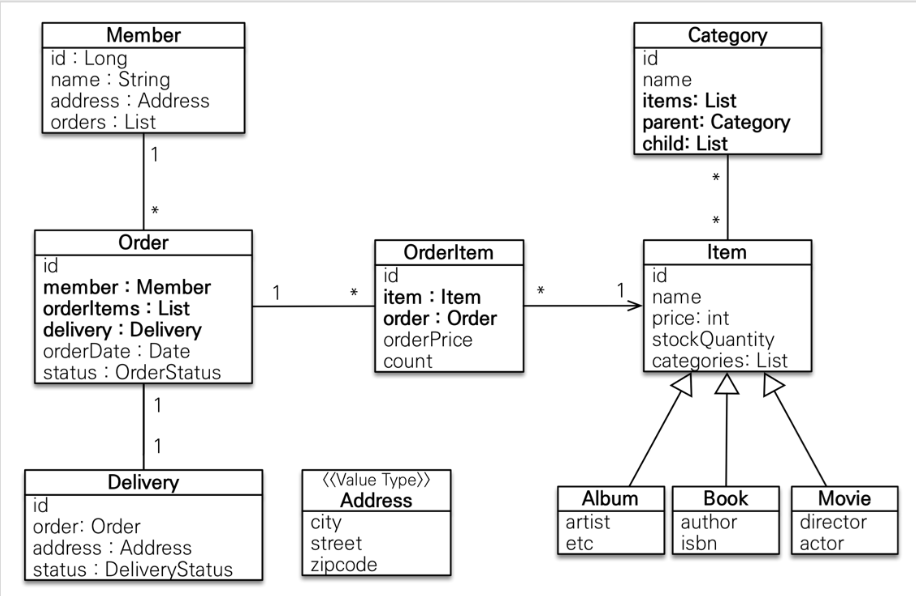 Member
id : Long
name : String
address : Address
orders : List
Category
id
name
items: List
parent: Category
child: List
1
*
*
*
Order
id
member : Member
orderItems : List
delivery : Delivery
orderDate : Date
status : OrderStatus
1
*
OrderItem
id
item : Item
order : Order
orderPrice
count
*
1
Item
id
name
price: int
stockQuantity
categories: List
1
1
Delivery
id
order: Order
address : Address
status : DeliveryStatus
<<Value Type>>
Address
city
street
zipcode
Album
artist
etc
Book
author
isbn
Movie
director
actor